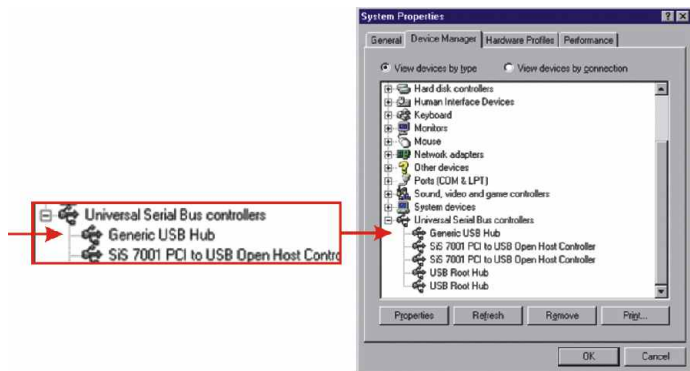 System Properties
General
Device Manager
Hardware Profiles
Performance
View devices by type
View devices by connection
Hard disk controllers
Human Interface Devices
Keyboard
Monitors
Mouse
Network adapters
Other devices
Ports (COM & LPT)
Sound, video and game controllers
System devices
Universal Serial Bus controllers
Generic USB Hub
SiS 7001 PCI to USB Open Host Controller
SiS 7001 PCI to USB Open Host Controller
USB Root Hub
USB Root Hub
Properties
Refresh
Remove
Print...
OK
Cancel
Universal Serial Bus controllers
Generic USB Hub
SiS 7001 PCI to USB Open Host Contro